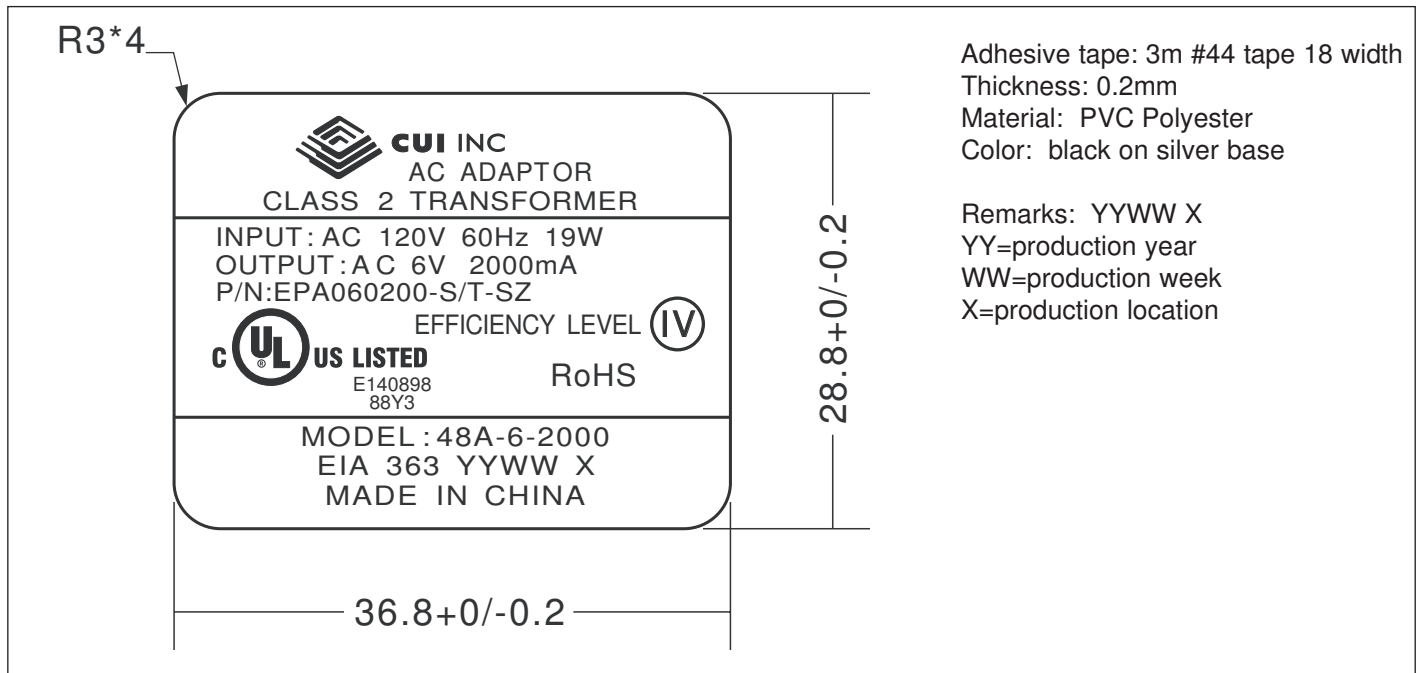 R3*4
CUI INC
AC ADAPTOR
CLASS 2 TRANSFORMER
INPUT: AC 120V 60Hz 19W
OUTPUT: AC 6V 2000mA
P/N:EPA060200-S/T-SZ
EFFICIENCY LEVEL IV
C UL ® US LISTED
E140898
88Y3
RoHS
MODEL:48A-6-2000
EIA 363 YYWW X
MADE IN CHINA
28.8+0/-0.2
36.8+0/-0.2
Adhesive tape: 3m #44 tape 18 width
Thickness: 0.2mm
Material: PVC Polyester
Color: black on silver base
Remarks: YYWW X
YY=production year
WW=production week
X=production location